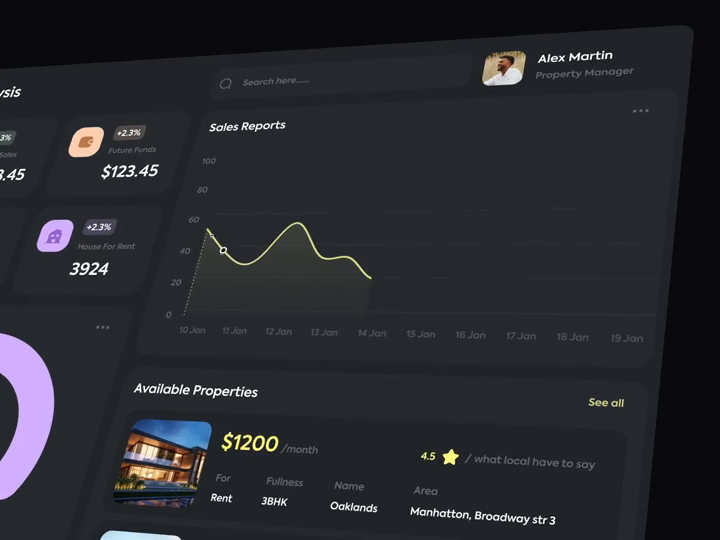 ysis
Search here......
Alex Martin
Property Manager
3%
Sales
3.45
+2.3%
Future Funds
$123.45
+2.3%
House For Rent
3924
Sales Reports
100
80
60
40
20
0
10 Jan 11 Jan 12 Jan 13 Jan 14 Jan 15 Jan 16 Jan 17 Jan 18 Jan 19 Jan
Available Properties
See all
$1200 /month
4.5 / what local have to say
For Fullness Name Area
Rent 3BHK Oaklands Manhatton, Broadway str 3